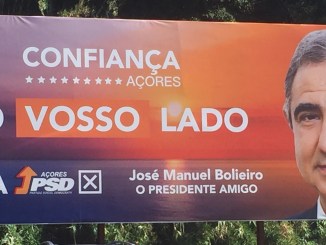 CONFIANÇA
AÇORES
O VOSSO LADO
A
AÇORES
PSD
José Manuel Bolieiro
O PRESIDENTE AMIGO